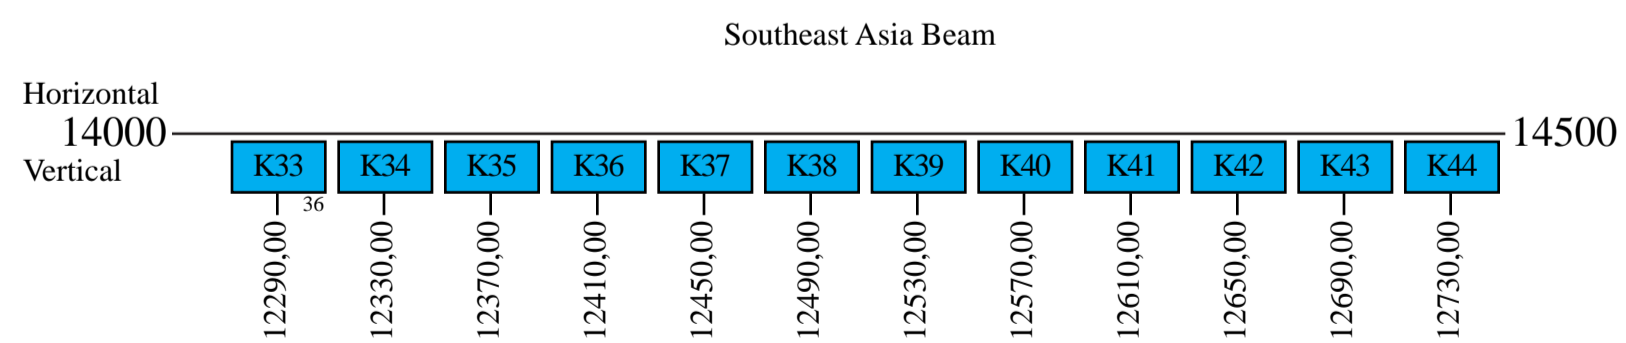 Southeast Asia Beam
Horizontal
14000 14500
Vertical
K33 K34 K35 K36 K37 K38 K39 K40 K41 K42 K43 K44
36
12290,00 12330,00 12370,00 12410,00 12450,00 12490,00 12530,00 12570,00 12610,00 12650,00 12690,00 12730,00